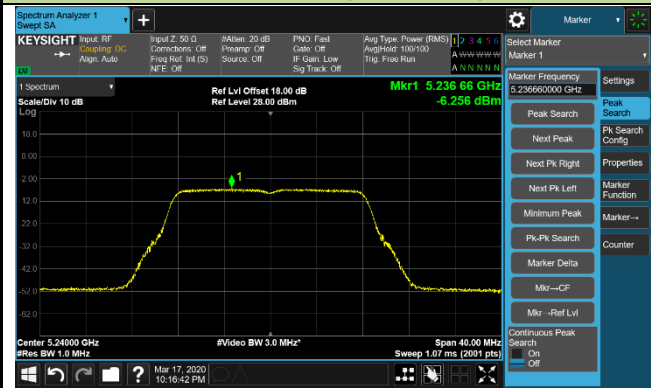 Spectrum Analyzer 1
Swept SA
+
Marker
KEYSIGHT
Input: RF
Coupling: DC
Align: Auto
Input Z: 50 Ω
Corrections: Off
Freq Ref: Int (S)
NFE: Off
#Atten: 20 dB
Preamp: Off
Source: Off
PNO: Fast
Gate: Off
IF Gain: Low
Sig Track: Off
Avg Type: Power (RMS)
Avg|Hold: 100/100
Trig: Free Run
1 2 3 4 5 6
A W W W W W
A N N N N N
Select Marker
Marker 1
1 Spectrum
Scale/Div 10 dB
Log
Ref Lvl Offset 18.00 dB
Ref Level 28.00 dBm
Mkr1 5.236 66 GHz
-6.256 dBm
18.0
8.00
-2.00
-12.0
-22.0
-32.0
-42.0
-52.0
-62.0
1
Center 5.24000 GHz
#Res BW 1.0 MHz
#Video BW 3.0 MHz*
Span 40.00 MHz
Sweep 1.07 ms (2001 pts)
Marker Frequency
5.236660000 GHz
Peak Search
Next Peak
Next Pk Right
Next Pk Left
Minimum Peak
Pk-Pk Search
Marker Delta
Mkr→CF
Mkr→Ref Lvl
Continuous Peak
Search
On
Off
Settings
Peak
Search
Pk Search
Config
Properties
Marker
Function
Marker→
Counter
?
Mar 17, 2020
10:16:42 PM